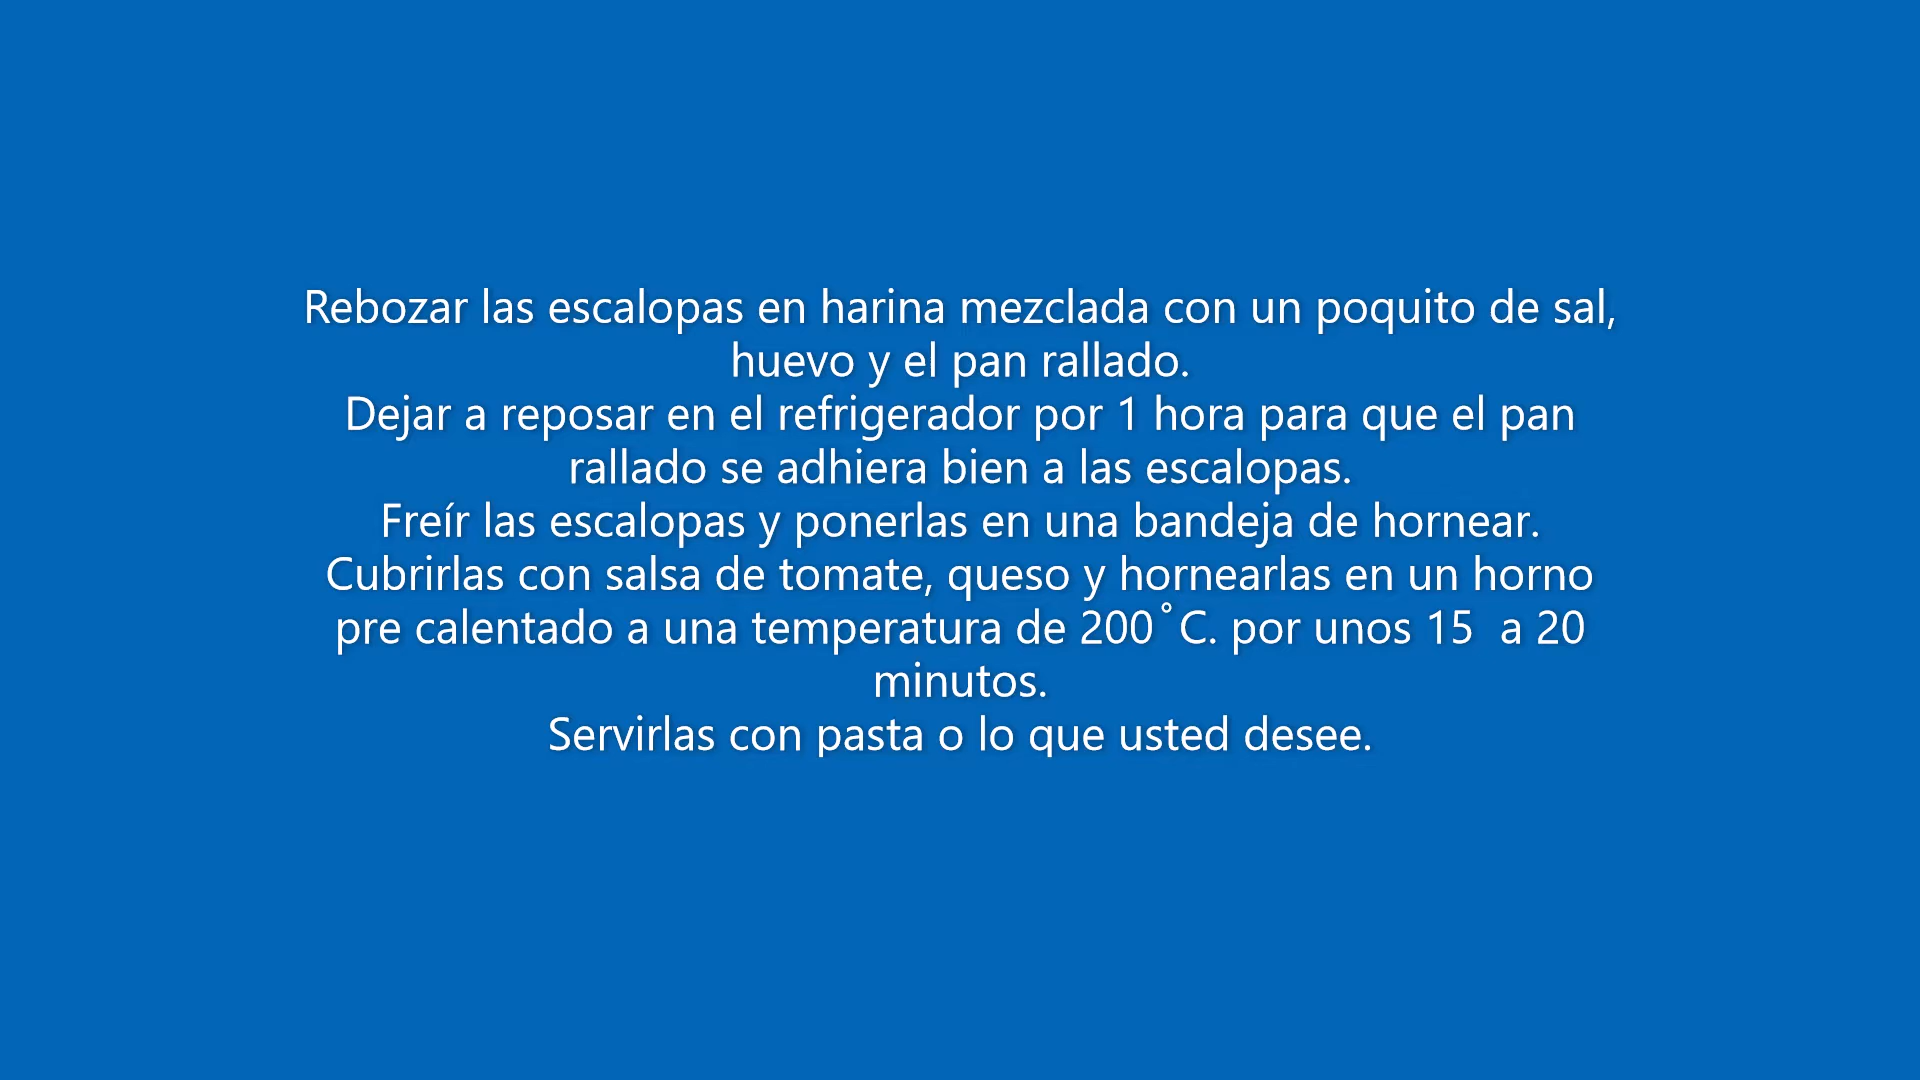 Rebozar las escalopas en harina mezclada con un poquito de sal,
huevo y el pan rallado.
Dejar a reposar en el refrigerador por 1 hora para que el pan
rallado se adhiera bien a las escalopas.
Freír las escalopas y ponerlas en una bandeja de hornear.
Cubrirlas con salsa de tomate, queso y hornearlas en un horno
pre calentado a una temperatura de 200˚C. por unos 15  a 20
minutos.
Servirlas con pasta o lo que usted desee.